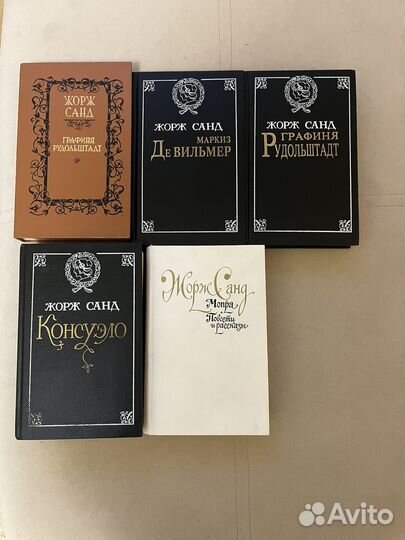 ЖОРЖ
САНД
ГРАФИНЯ
РУДОЛЬШТАДТ
ЖОРЖ САНД
МАРКИЗ
ДЕ ВИЛЬМЕР
ЖОРЖ САНД
ГРАФИНЯ
РУДОЛЬШТАДТ
ЖОРЖ САНД
Консуэло
Жорж Санд
Мопра
Повести
и рассказы
Avito